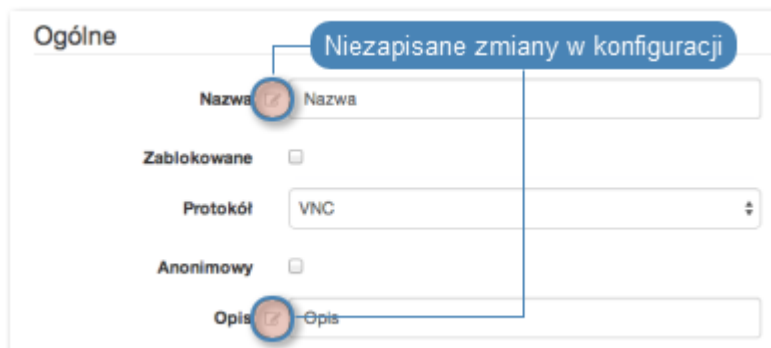 Ogólne
Niezapisane zmiany w konfiguracji
Nazwa Nazwa
Zablokowane
Protokół VNC
Anonimowy
Opis Opis